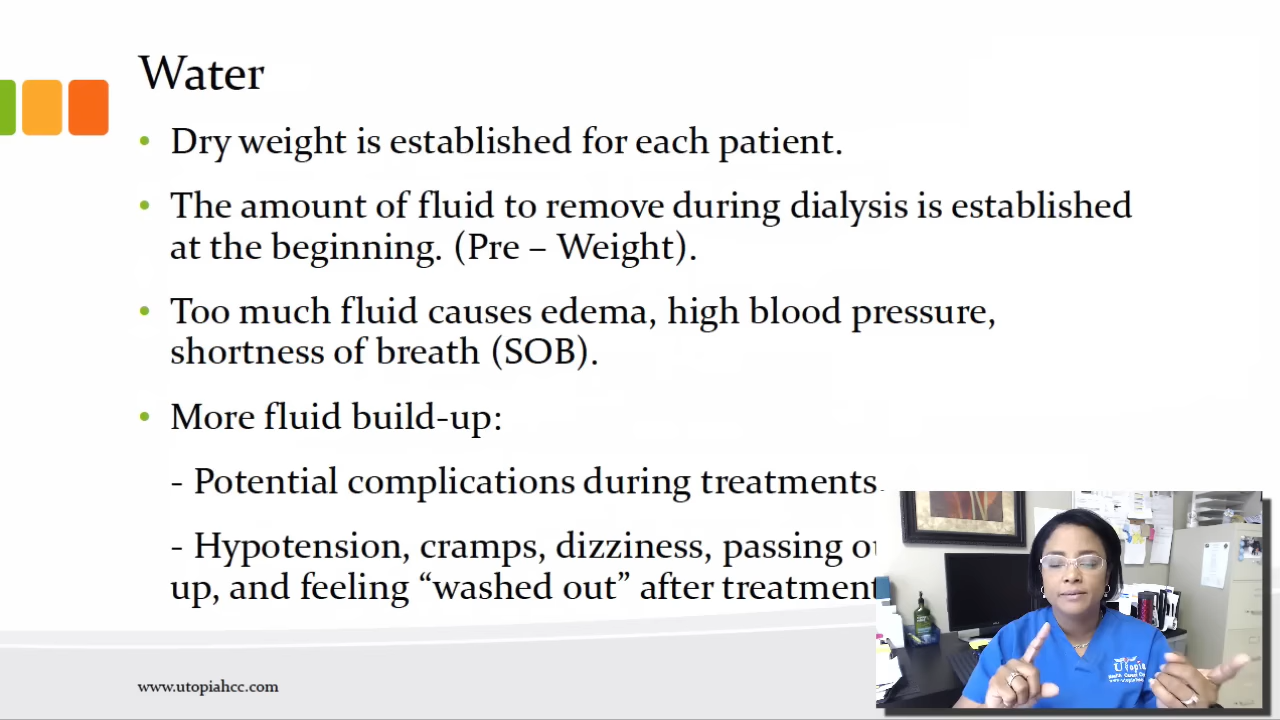 Water
• Dry weight is established for each patient.
• The amount of fluid to remove during dialysis is established
at the beginning. (Pre – Weight).
• Too much fluid causes edema, high blood pressure,
shortness of breath (SOB).
• More fluid build-up:
- Potential complications during treatments.
- Hypotension, cramps, dizziness, passing
up, and feeling “washed out” after treatment
www.utopiahcc.com
Utopia